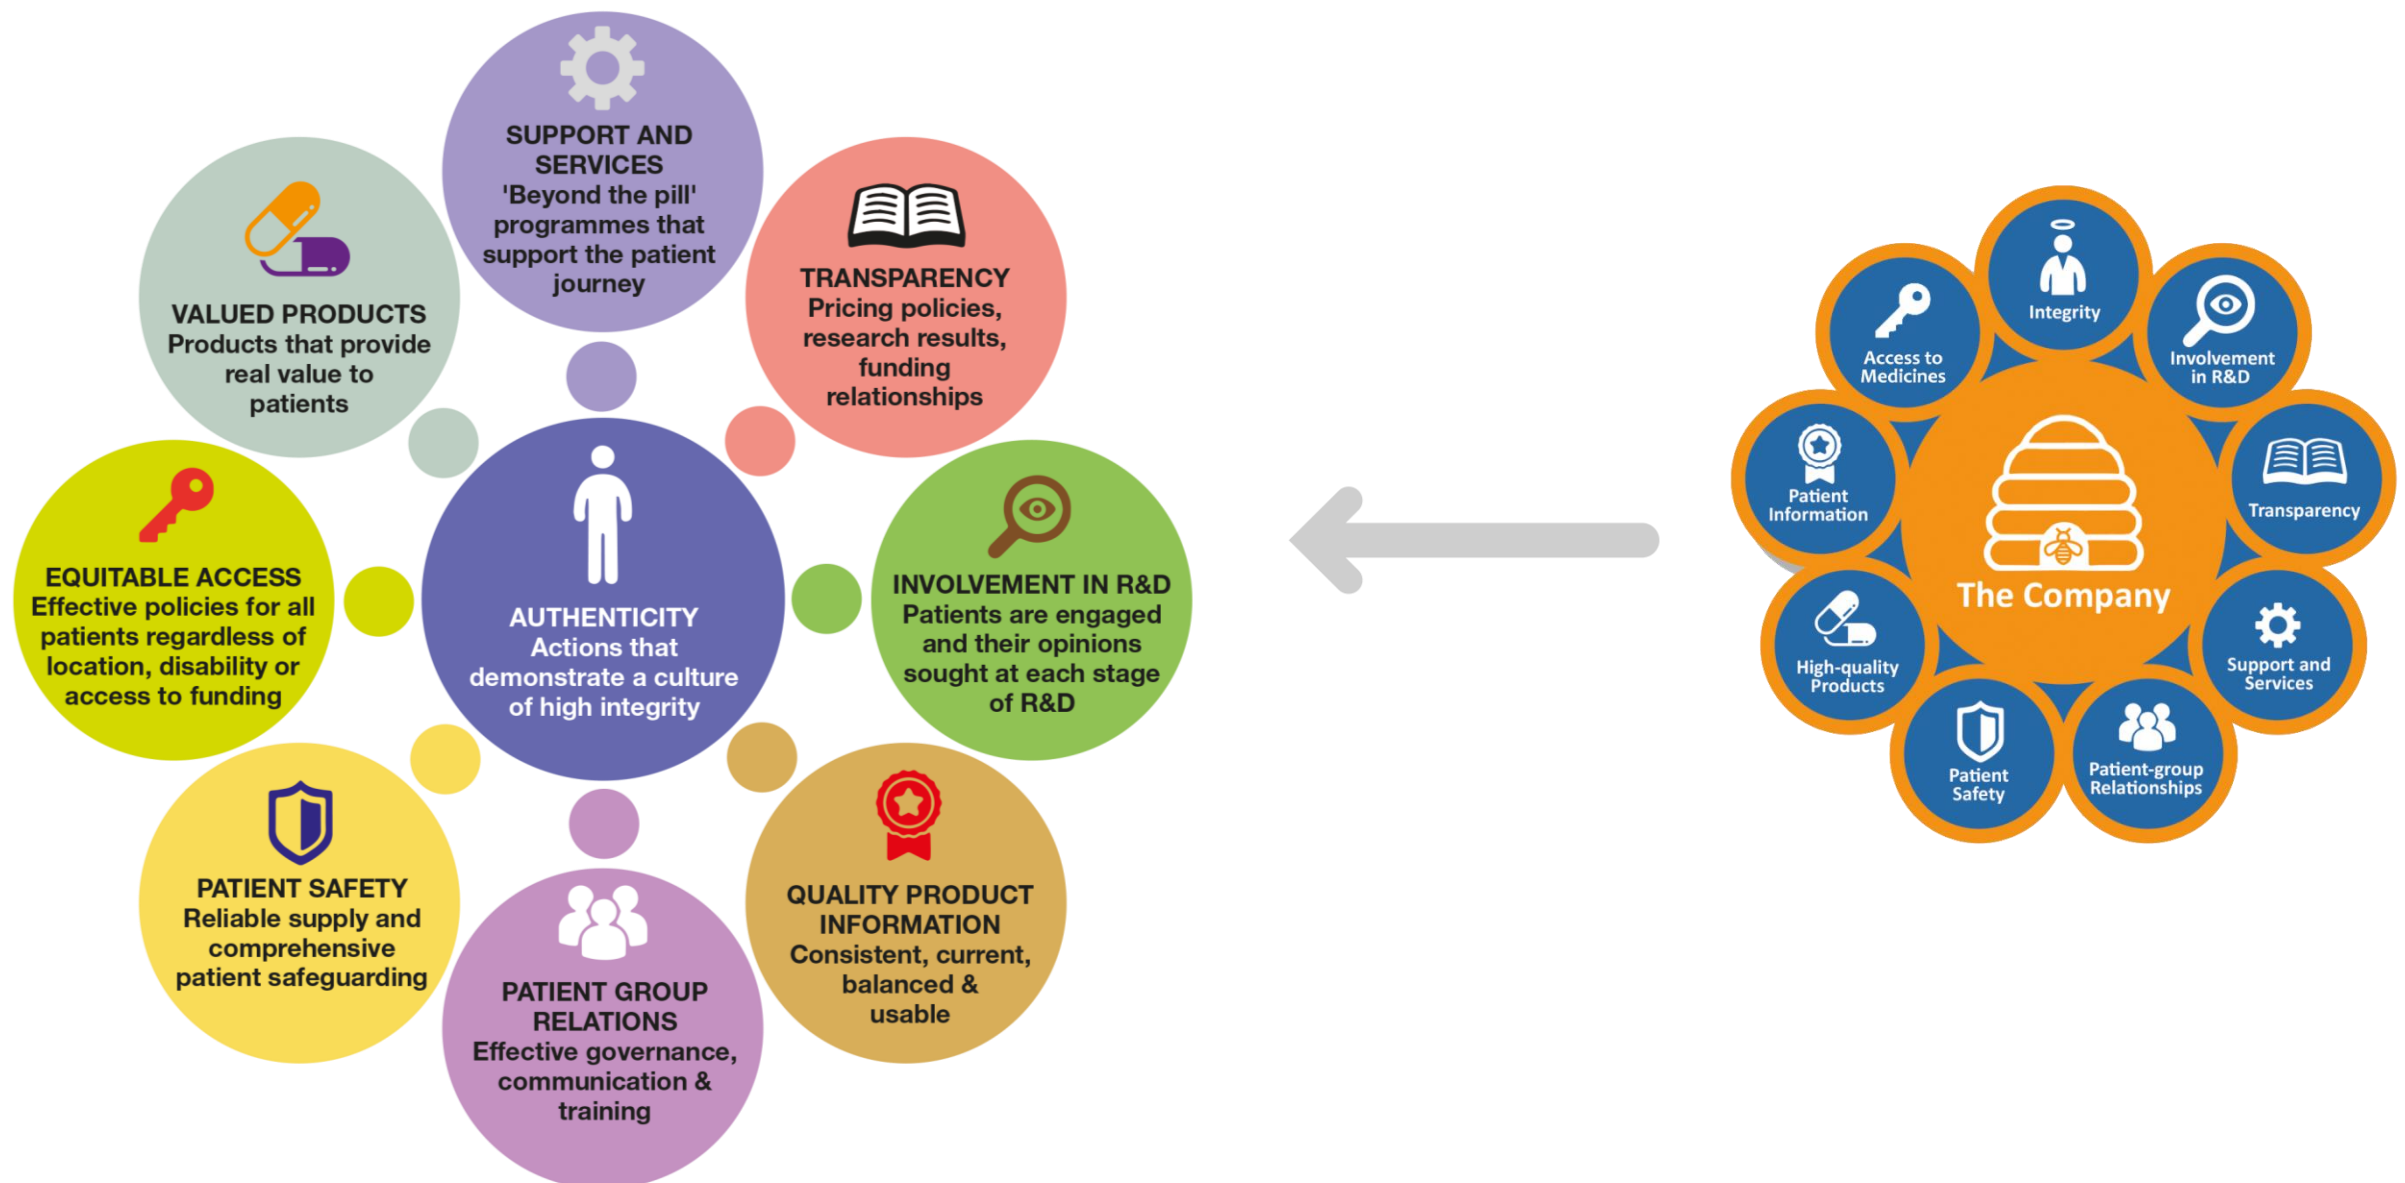 SUPPORT AND
SERVICES
'Beyond the pill'
programmes that
support the patient
journey
TRANSPARENCY
Pricing policies,
research results,
funding
relationships
VALUED PRODUCTS
Products that provide
real value to
patients
EQUITABLE ACCESS
Effective policies for all
patients regardless of
location, disability or
access to funding
AUTHENTICITY
Actions that
demonstrate a culture
of high integrity
INVOLVEMENT IN R&D
Patients are engaged
and their opinions
sought at each stage
of R&D
PATIENT SAFETY
Reliable supply and
comprehensive
patient safeguarding
PATIENT GROUP
RELATIONS
Effective governance,
communication &
training
QUALITY PRODUCT
INFORMATION
Consistent, current,
balanced &
usable
Integrity
Access to
Medicines
Involvement
in R&D
Patient
Information
Transparency
The Company
High-quality
Products
Support and
Services
Patient
Safety
Patient-group
Relationships